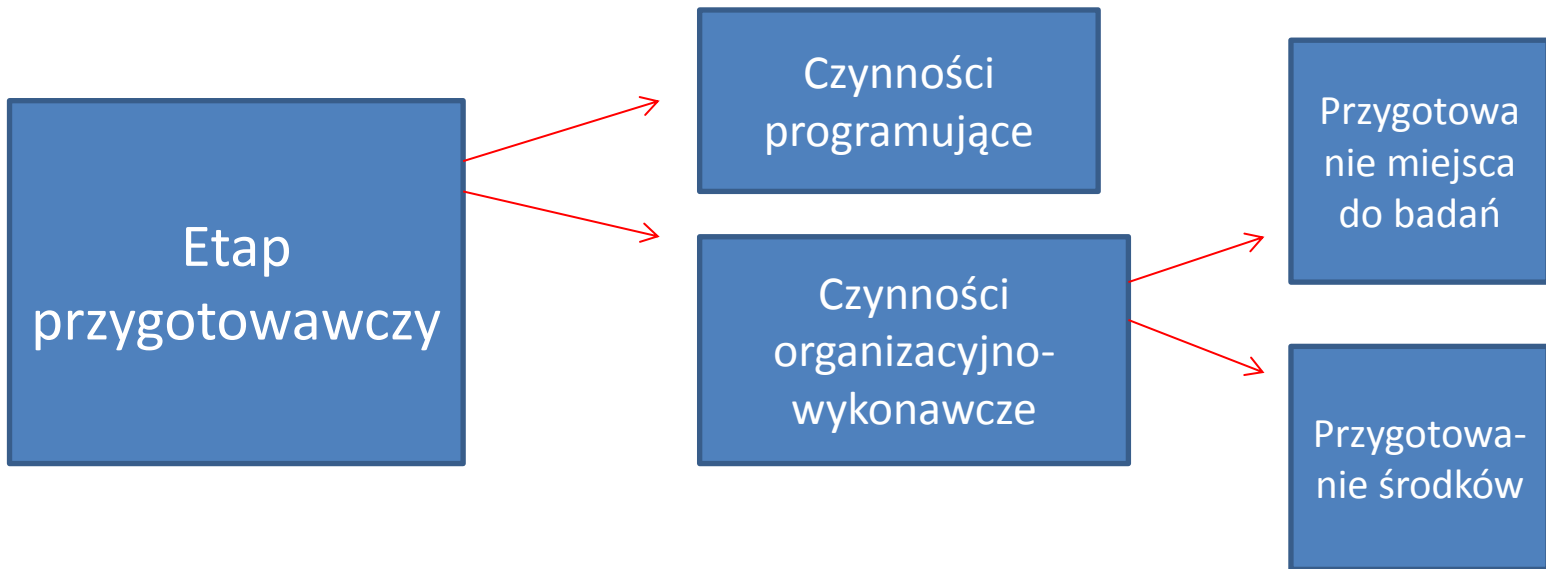 Etap
przygotowawczy
Czynności
programujące
Czynności
organizacyjno-
wykonawcze
Przygotowa
nie miejsca
do badań
Przygotowa-
nie środków